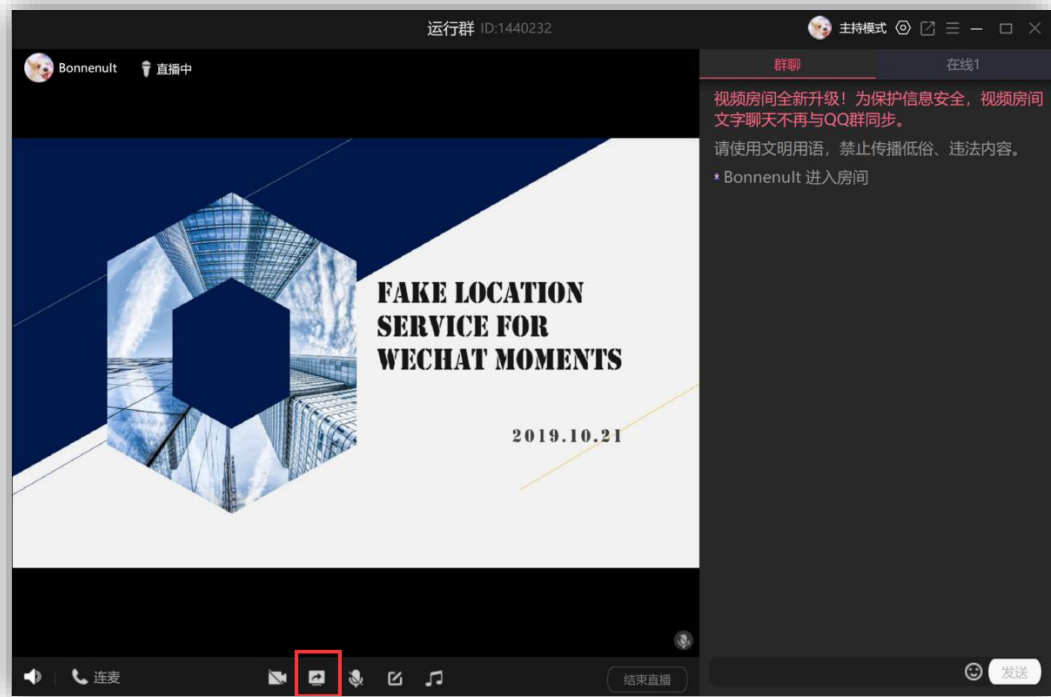 运行群 ID:1440232
主持模式
Bonnenult 直播中
群聊 在线1
视频房间全新升级！为保护信息安全，视频房间
文字聊天不再与QQ群同步。
请使用文明用语，禁止传播低俗、违法内容。
Bonnenult 进入房间
FAKE LOCATION
SERVICE FOR
WECHAT MOMENTS
2019.10.21
连麦
结束直播
发送